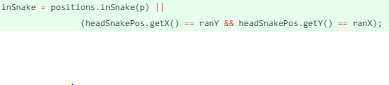 inSnake = positions.inSnake(p) ||
(headSnakePos.getX() == ranY && headSnakePos.getY() == ranX);